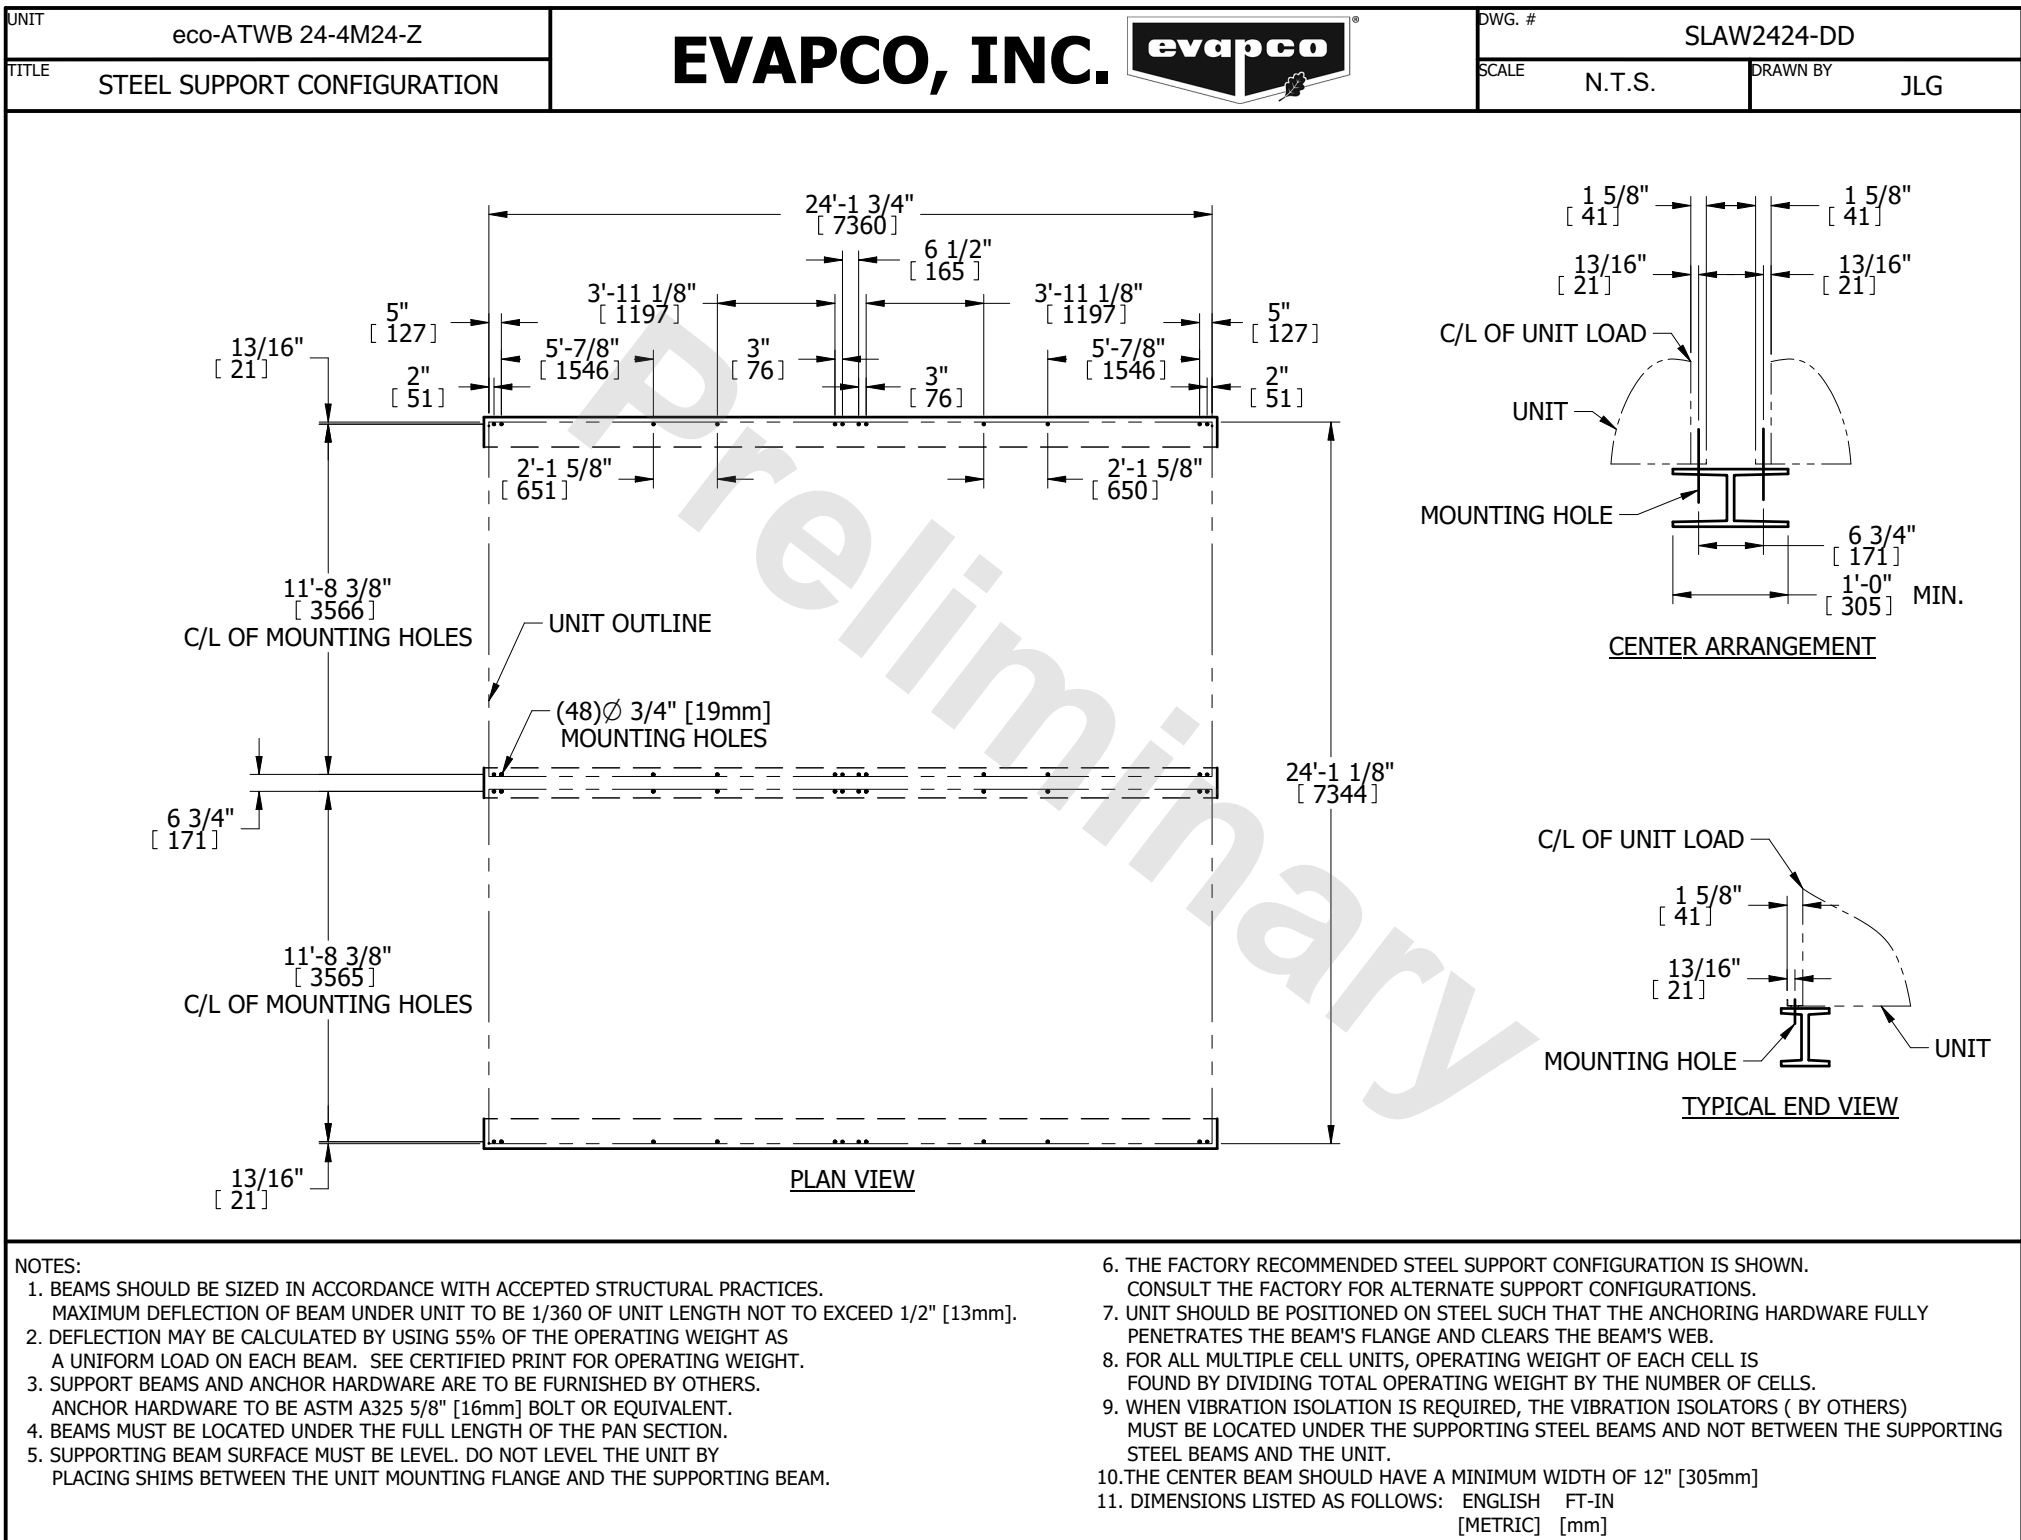 UNIT
eco-ATWB 24-4M24-Z
TITLE
STEEL SUPPORT CONFIGURATION
EVAPCO, INC.
evapco
®
DWG. #
SLAW2424-DD
SCALE
N.T.S.
DRAWN BY
JLG
24'-1 3/4"
[ 7360 ]
6 1/2"
[ 165 ]
3'-11 1/8"
[ 1197 ]
3'-11 1/8"
[ 1197 ]
5"
[ 127 ]
5"
[ 127 ]
13/16"
[ 21 ]
5'-7/8"
[ 1546 ]
3"
[ 76 ]
5'-7/8"
[ 1546 ]
2"
[ 51 ]
3"
[ 76 ]
2"
[ 51 ]
2'-1 5/8"
[ 651 ]
2'-1 5/8"
[ 650 ]
11'-8 3/8"
[ 3566 ]
C/L OF MOUNTING HOLES
UNIT OUTLINE
(48)Ø 3/4" [19mm]
MOUNTING HOLES
6 3/4"
[ 171 ]
24'-1 1/8"
[ 7344 ]
11'-8 3/8"
[ 3565 ]
C/L OF MOUNTING HOLES
13/16"
[ 21 ]
PLAN VIEW
Preliminary
1 5/8"
[ 41 ]
1 5/8"
[ 41 ]
13/16"
[ 21 ]
13/16"
[ 21 ]
C/L OF UNIT LOAD
UNIT
MOUNTING HOLE
6 3/4"
[ 171 ]
1'-0"
[ 305 ]
MIN.
CENTER ARRANGEMENT
C/L OF UNIT LOAD
1 5/8"
[ 41 ]
13/16"
[ 21 ]
MOUNTING HOLE
UNIT
TYPICAL END VIEW
NOTES:
1. BEAMS SHOULD BE SIZED IN ACCORDANCE WITH ACCEPTED STRUCTURAL PRACTICES.
MAXIMUM DEFLECTION OF BEAM UNDER UNIT TO BE 1/360 OF UNIT LENGTH NOT TO EXCEED 1/2" [13mm].
2. DEFLECTION MAY BE CALCULATED BY USING 55% OF THE OPERATING WEIGHT AS
A UNIFORM LOAD ON EACH BEAM. SEE CERTIFIED PRINT FOR OPERATING WEIGHT.
3. SUPPORT BEAMS AND ANCHOR HARDWARE ARE TO BE FURNISHED BY OTHERS.
ANCHOR HARDWARE TO BE ASTM A325 5/8" [16mm] BOLT OR EQUIVALENT.
4. BEAMS MUST BE LOCATED UNDER THE FULL LENGTH OF THE PAN SECTION.
5. SUPPORTING BEAM SURFACE MUST BE LEVEL. DO NOT LEVEL THE UNIT BY
PLACING SHIMS BETWEEN THE UNIT MOUNTING FLANGE AND THE SUPPORTING BEAM.
6. THE FACTORY RECOMMENDED STEEL SUPPORT CONFIGURATION IS SHOWN.
CONSULT THE FACTORY FOR ALTERNATE SUPPORT CONFIGURATIONS.
7. UNIT SHOULD BE POSITIONED ON STEEL SUCH THAT THE ANCHORING HARDWARE FULLY
PENETRATES THE BEAM'S FLANGE AND CLEARS THE BEAM'S WEB.
8. FOR ALL MULTIPLE CELL UNITS, OPERATING WEIGHT OF EACH CELL IS
FOUND BY DIVIDING TOTAL OPERATING WEIGHT BY THE NUMBER OF CELLS.
9. WHEN VIBRATION ISOLATION IS REQUIRED, THE VIBRATION ISOLATORS ( BY OTHERS)
MUST BE LOCATED UNDER THE SUPPORTING STEEL BEAMS AND NOT BETWEEN THE SUPPORTING
STEEL BEAMS AND THE UNIT.
10.THE CENTER BEAM SHOULD HAVE A MINIMUM WIDTH OF 12" [305mm]
11. DIMENSIONS LISTED AS FOLLOWS: ENGLISH FT-IN
[METRIC] [mm]